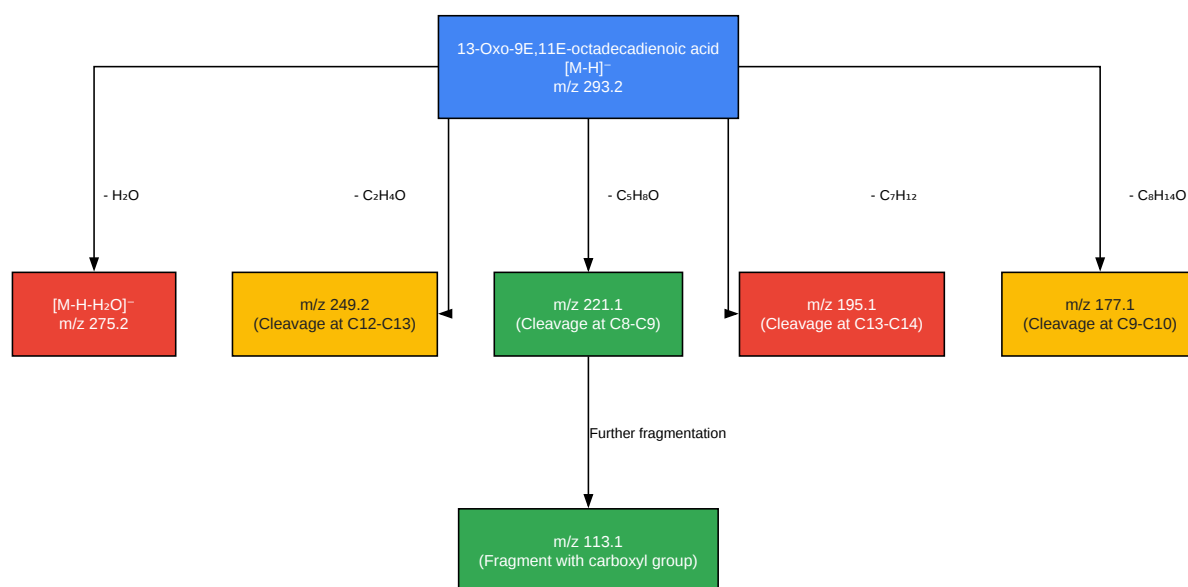 13-Oxo-9E,11E-octadecadienoic acid
[M-H]⁻
m/z 293.2
- H₂O
- C₂H₄O
- C₅H₈O
- C₇H₁₂
- C₈H₁₄O
[M-H-H₂O]⁻
m/z 275.2
m/z 249.2
(Cleavage at C12-C13)
m/z 221.1
(Cleavage at C8-C9)
m/z 195.1
(Cleavage at C13-C14)
m/z 177.1
(Cleavage at C9-C10)
Further fragmentation
m/z 113.1
(Fragment with carboxyl group)